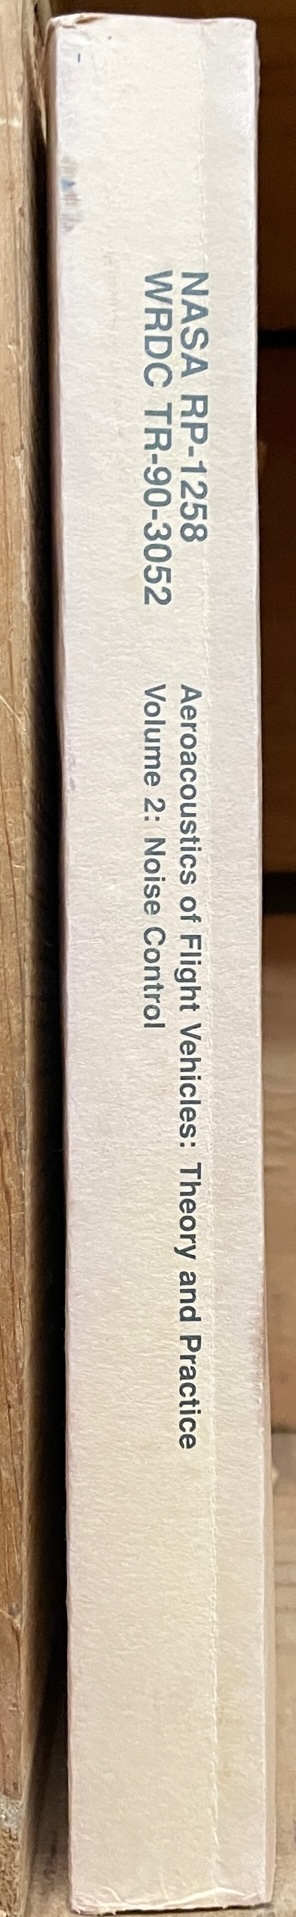 NASA RP-1258
WRDC TR-90-3052
Aeroacoustics of Flight Vehicles: Theory and Practice
Volume 2: Noise Control